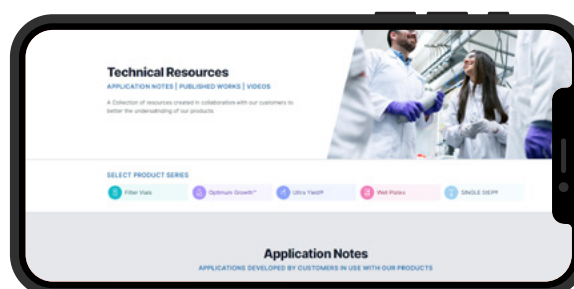 Technical Resources
APPLICATION NOTES | PUBLISHED WORKS | VIDEOS
A Collection of resources created in collaboration with our customers to
better the understatnding of our products.
SELECT PRODUCT SERIES
Filter Vials
Optimum Growth™
Ultra Yield®
Well Plates
SINGLE StEP®
Application Notes
APPLICATIONS DEVELOPED BY CUSTOMERS IN USE WITH OUR PRODUCTS